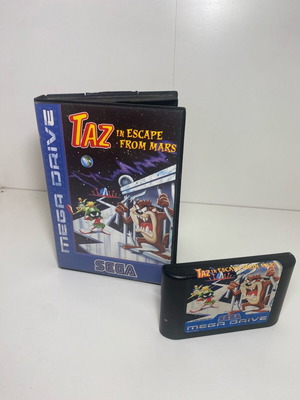 MEGA DRIVE
TAZ IN ESCAPE
FROM MARS
SEGA
TAZ IN ESCAPE FROM MARS
SEGA
MEGA DRIVE